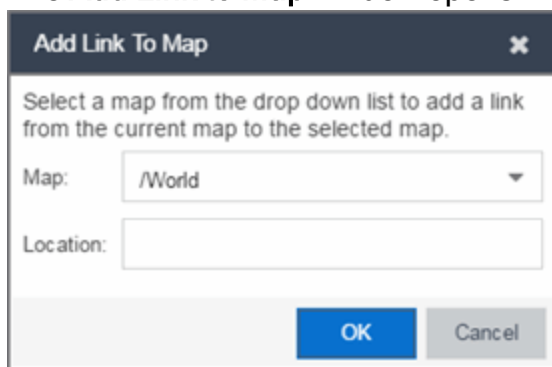 Add Link To Map
Select a map from the drop down list to add a link
from the current map to the selected map.
Map: /World
Location:
OK Cancel